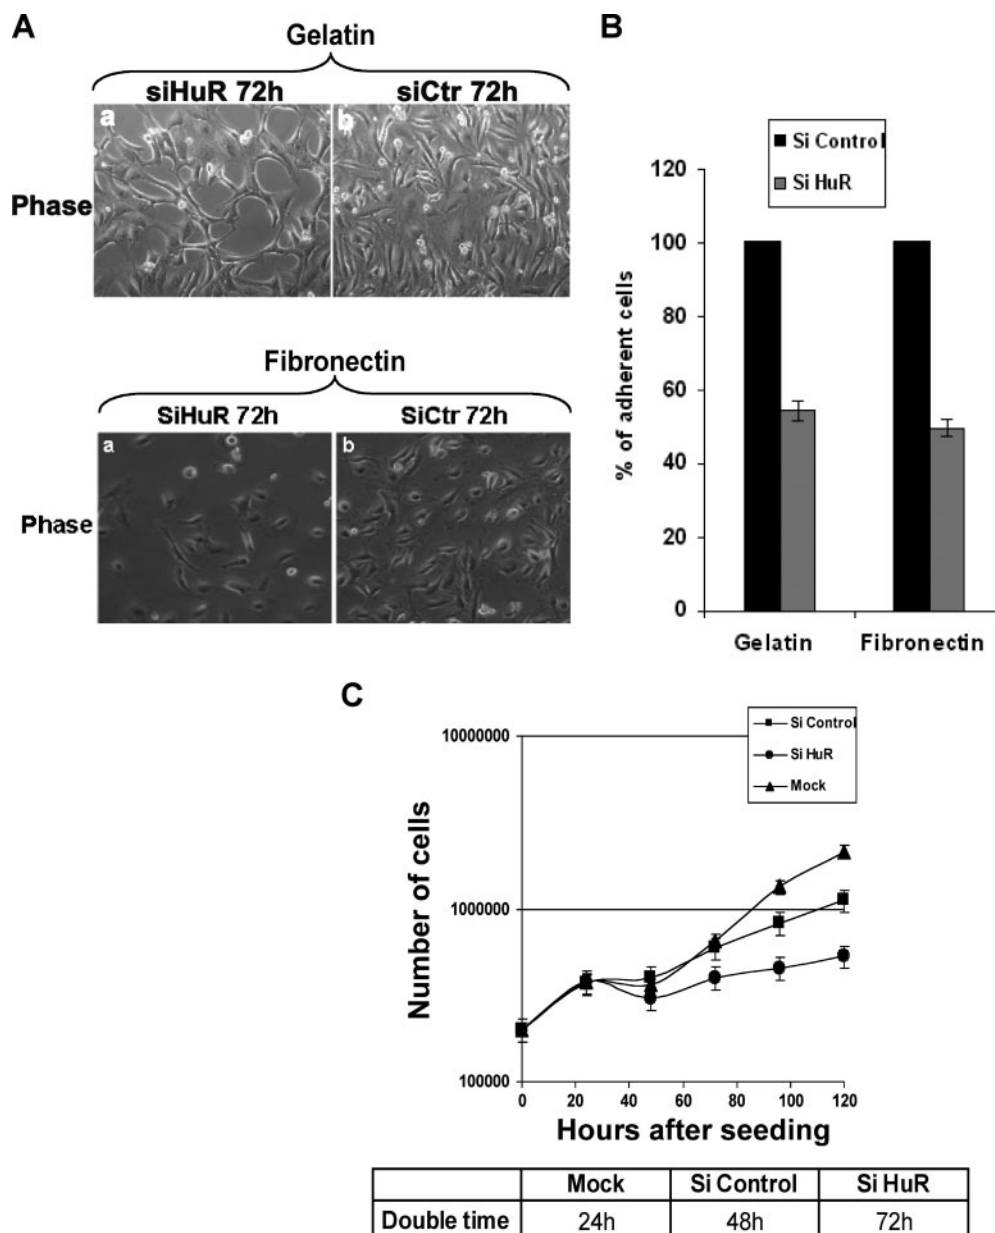 A
Gelatin
siHuR 72h
siCtr 72h
a
b
Phase
Fibronectin
SiHuR 72h
SiCtr 72h
a
b
Phase
B
Si Control
Si HuR
% of adherent cells
120
100
80
60
40
20
0
Gelatin
Fibronectin
C
Si Control
Si HuR
Mock
Number of cells
10000000
1000000
100000
0 20 40 60 80 100 120
Hours after seeding
Mock Si Control Si HuR
Double time 24h 48h 72h